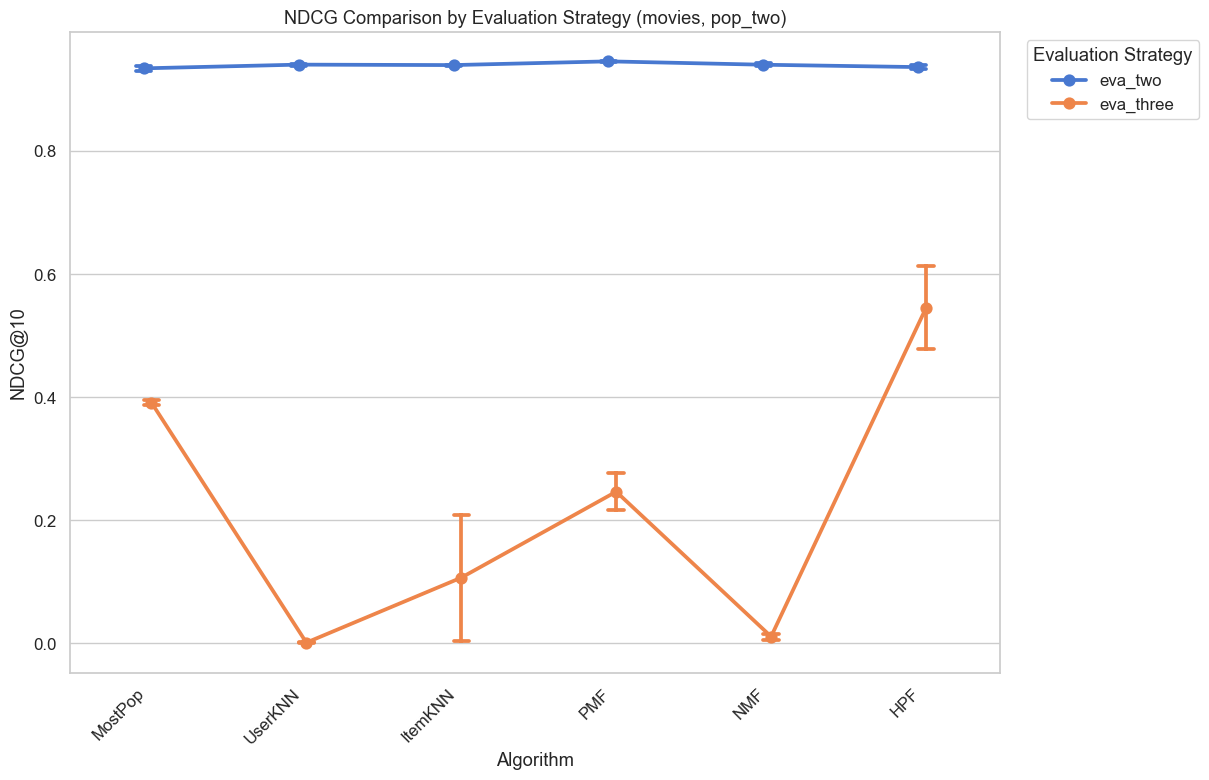 NDCG Comparison by Evaluation Strategy (movies, pop_two)
Evaluation Strategy
eva_two
eva_three
NDCG@10
0.8
0.6
0.4
0.2
0.0
MostPop
UserKNN
ItemKNN
PMF
NMF
HPF
Algorithm